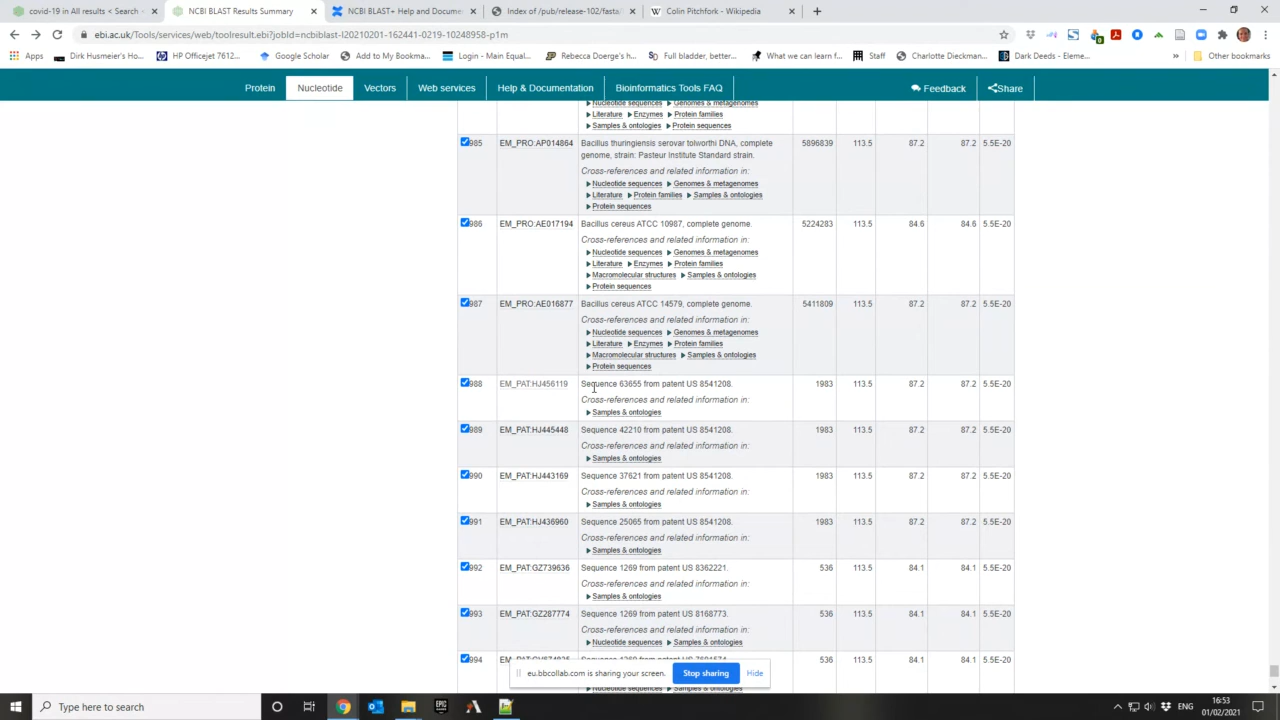 covid-19 in All results < Search
NCBI BLAST Results Summary
NCBI BLAST+ Help and Documen
Index of /pub/release-102/fasta/
Colin Pitchfork - Wikipedia
ebi.ac.uk/Tools/services/web/toolresult.ebi?jobId=ncbiblast-I20210201-162441-0219-10248958-p1m
Apps
Dirk Husmeier's Ho...
HP Officejet 7612...
Google Scholar
Add to My Bookma...
Login - Main Equal...
Rebecca Doerge's h...
Full bladder, better...
What we can learn f...
Staff
Charlotte Dieckman...
Dark Deeds - Eleme...
»
Other bookmarks
Protein
Nucleotide
Vectors
Web services
Help & Documentation
Bioinformatics Tools FAQ
Feedback
Share
Nucleotide sequences Genomes & metagenomes
Literature Enzymes Protein families
Samples & ontologies Protein sequences
985 EM_PRO:AP014864 Bacillus thuringiensis serovar tolworthi DNA, complete 5896839 113.5 87.2 87.2 5.5E-20
genome, strain: Pasteur Institute Standard strain.
Cross-references and related information in:
Nucleotide sequences Genomes & metagenomes
Literature Protein families Samples & ontologies
Protein sequences
986 EM_PRO:AE017194 Bacillus cereus ATCC 10987, complete genome. 5224283 113.5 84.6 84.6 5.5E-20
Cross-references and related information in:
Nucleotide sequences Genomes & metagenomes
Literature Enzymes Protein families
Macromolecular structures Samples & ontologies
Protein sequences
987 EM_PRO:AE016877 Bacillus cereus ATCC 14579, complete genome. 5411809 113.5 87.2 87.2 5.5E-20
Cross-references and related information in:
Nucleotide sequences Genomes & metagenomes
Literature Enzymes Protein families
Macromolecular structures Samples & ontologies
Protein sequences
988 EM_PAT:HJ456119 Sequence 63655 from patent US 8541208. 1983 113.5 87.2 87.2 5.5E-20
Cross-references and related information in:
Samples & ontologies
989 EM_PAT:HJ445448 Sequence 42210 from patent US 8541208. 1983 113.5 87.2 87.2 5.5E-20
Cross-references and related information in:
Samples & ontologies
990 EM_PAT:HJ443169 Sequence 37621 from patent US 8541208. 1983 113.5 87.2 87.2 5.5E-20
Cross-references and related information in:
Samples & ontologies
991 EM_PAT:HJ436960 Sequence 25065 from patent US 8541208. 1983 113.5 87.2 87.2 5.5E-20
Cross-references and related information in:
Samples & ontologies
992 EM_PAT:GZ739636 Sequence 1269 from patent US 8362221. 536 113.5 84.1 84.1 5.5E-20
Cross-references and related information in:
Samples & ontologies
993 EM_PAT:GZ287774 Sequence 1269 from patent US 8168773. 536 113.5 84.1 84.1 5.5E-20
Cross-references and related information in:
Nucleotide sequences Samples & ontologies
994 536 113.5 84.1 84.1 5.5E-20
eu.bbcollab.com is sharing your screen.
Stop sharing
Hide
Nucleotide sequences Samples & ontologies
Type here to search
EPIC
ENG
16:53
01/02/2021